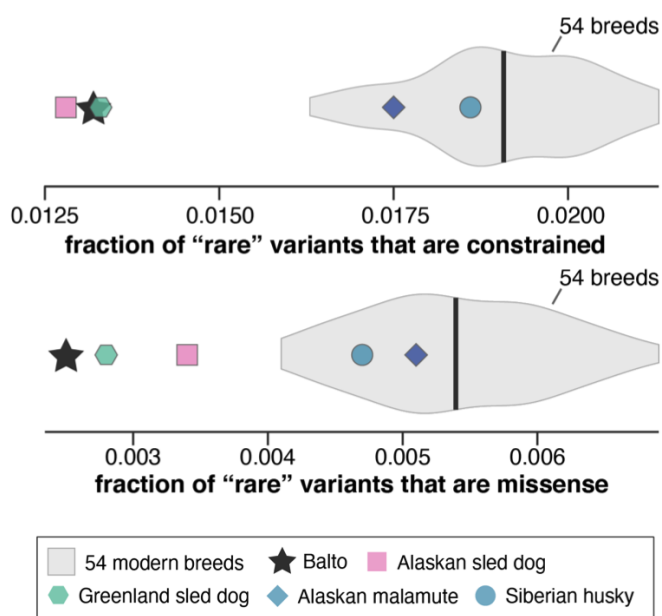 54 breeds
0.0125 0.0150 0.0175 0.0200
fraction of “rare” variants that are constrained
54 breeds
0.003 0.004 0.005 0.006
fraction of “rare” variants that are missense
54 modern breeds Balto Alaskan sled dog
Greenland sled dog Alaskan malamute Siberian husky